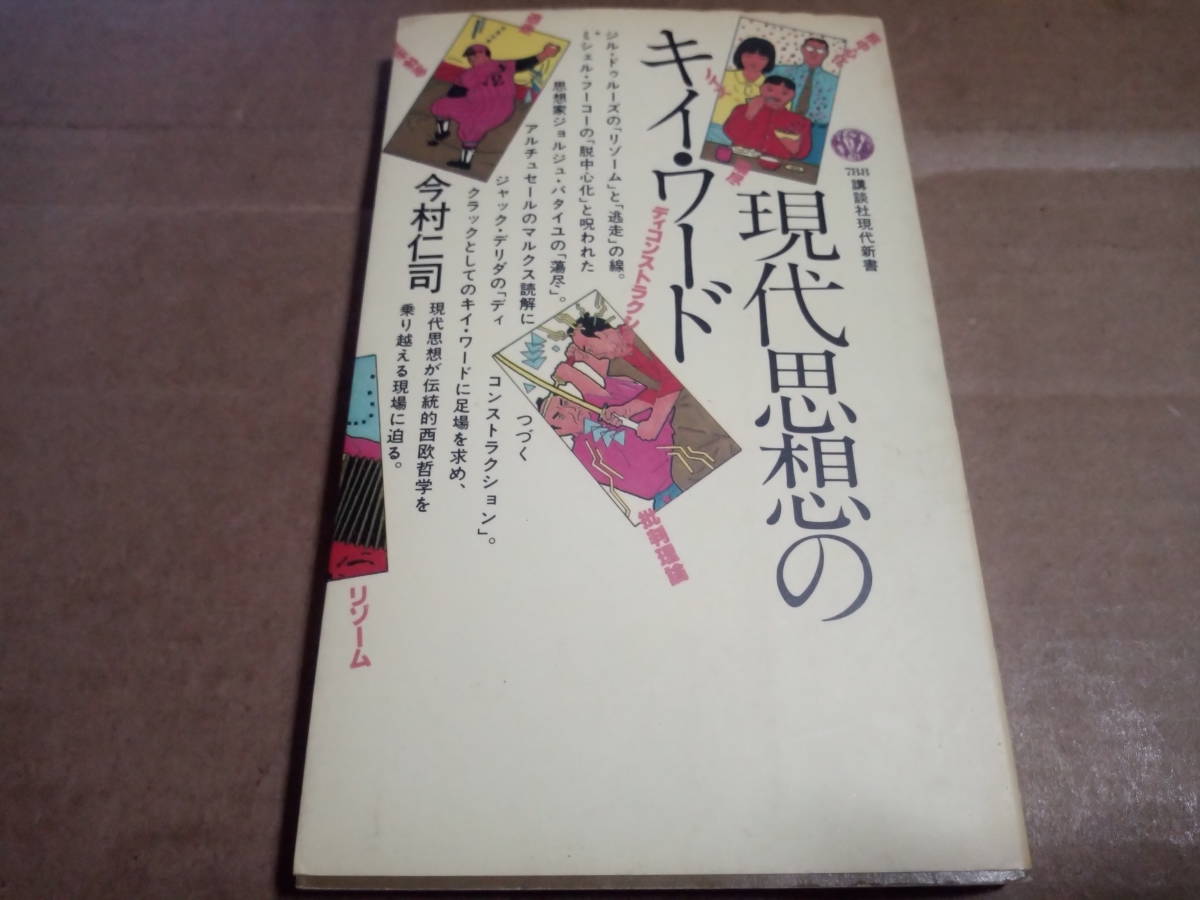 788
講談社現代新書
現代思想の
キイ・ワード
今村仁司
ジル・ドゥルーズの「リゾーム」と「逃走」の線。
ミシェル・フーコーの「脱中心化」と呪われた
思想家ジョルジュ・バタイユの「蕩尽」。
アルチュセールのマルクス読解に
つづく
ジャック・デリダの「ディ
コンストラクション」。
クラックとしてのキイ・ワードに足場を求め、
現代思想が伝統的西欧哲学を
乗り越える現場に迫る。
ディコンストラクシ
批判理論
リゾーム